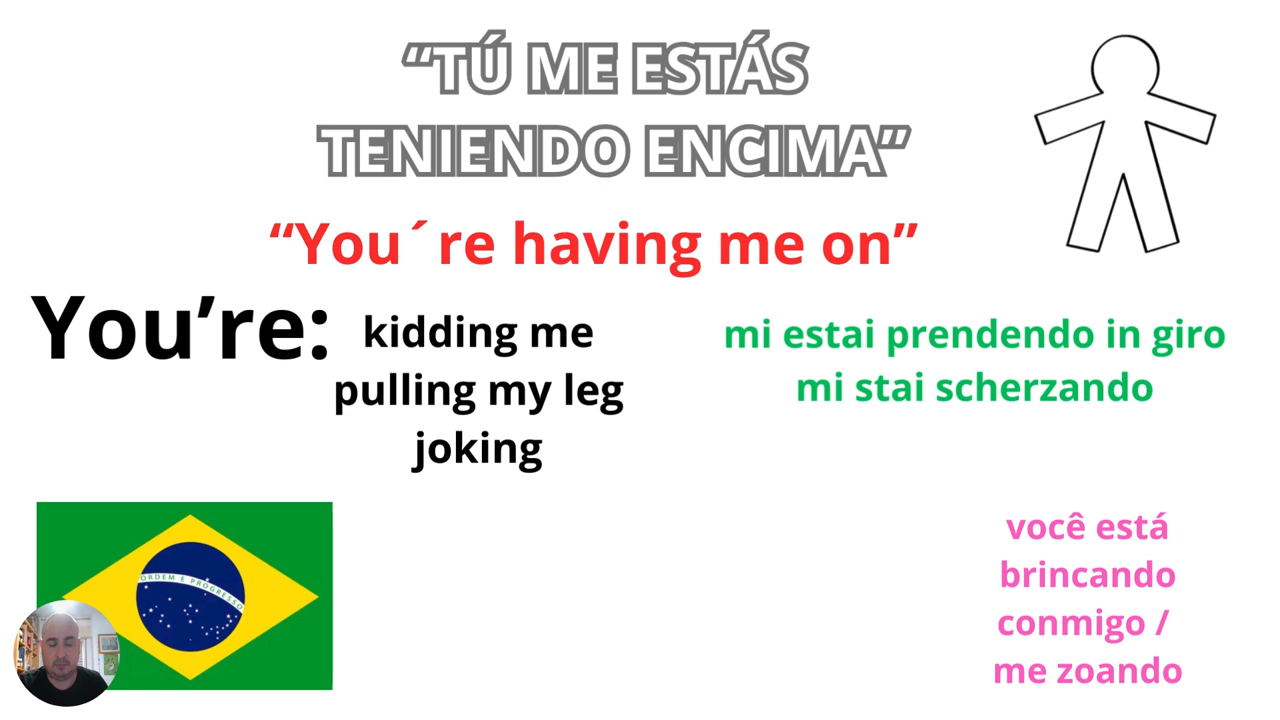 “TÚ ME ESTÁS
TENIENDO ENCIMA”
“You´re having me on”
You’re:
kidding me
pulling my leg
joking
mi estai prendendo in giro
mi stai scherzando
ORDEM E PROGRESSO
você está
brincando
conmigo /
me zoando